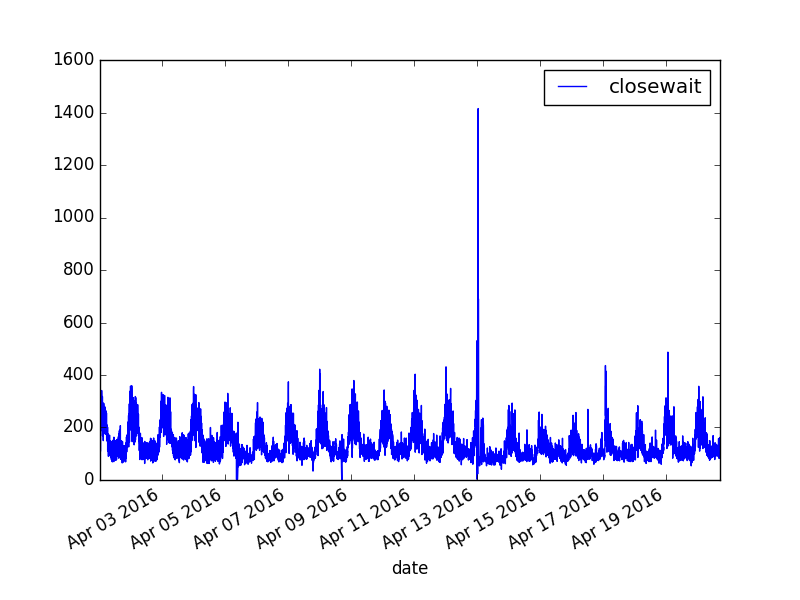 1600
1400
1200
1000
800
600
400
200
0
closewait
Apr 03 2016
Apr 05 2016
Apr 07 2016
Apr 09 2016
Apr 11 2016
Apr 13 2016
Apr 15 2016
Apr 17 2016
Apr 19 2016
date